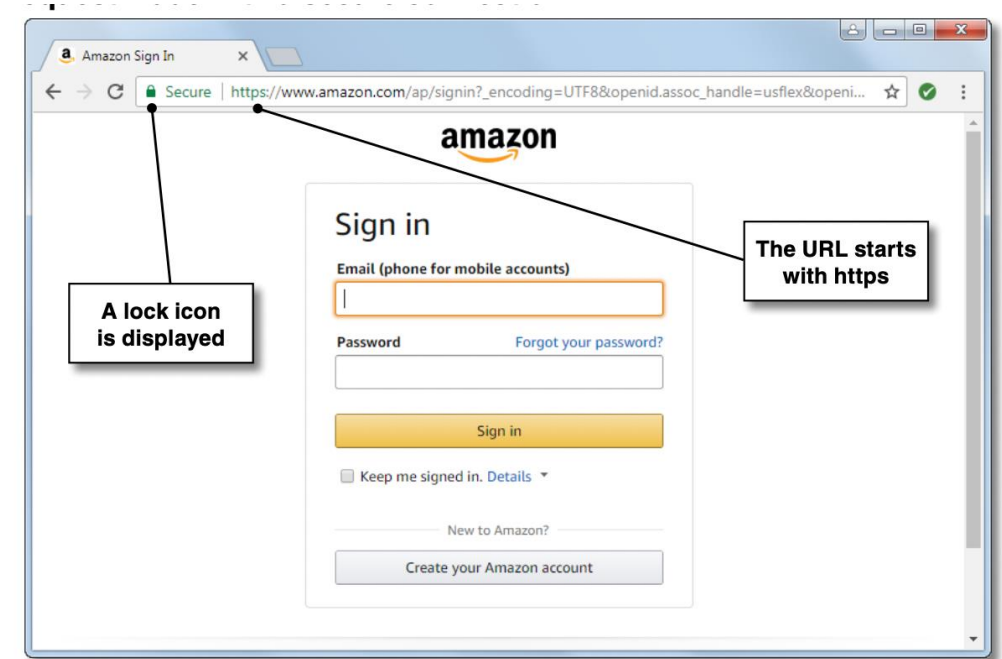 Amazon Sign In
Secure | https://www.amazon.com/ap/signin?_encoding=UTF8&openid.assoc_handle=usflex&openi...
amazon
Sign in
Email (phone for mobile accounts)
The URL starts
with https
A lock icon
is displayed
Password Forgot your password?
Sign in
Keep me signed in. Details
New to Amazon?
Create your Amazon account